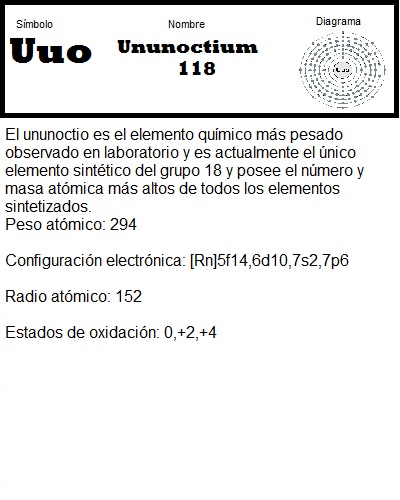 Símbolo Nombre Diagrama
Uuo Ununoctium
118
Uuo
El ununoctio es el elemento químico más pesado
observado en laboratorio y es actualmente el único
elemento sintético del grupo 18 y posee el número y
masa atómica más altos de todos los elementos
sintetizados.
Peso atómico: 294
Configuración electrónica: [Rn]5f14,6d10,7s2,7p6
Radio atómico: 152
Estados de oxidación: 0,+2,+4